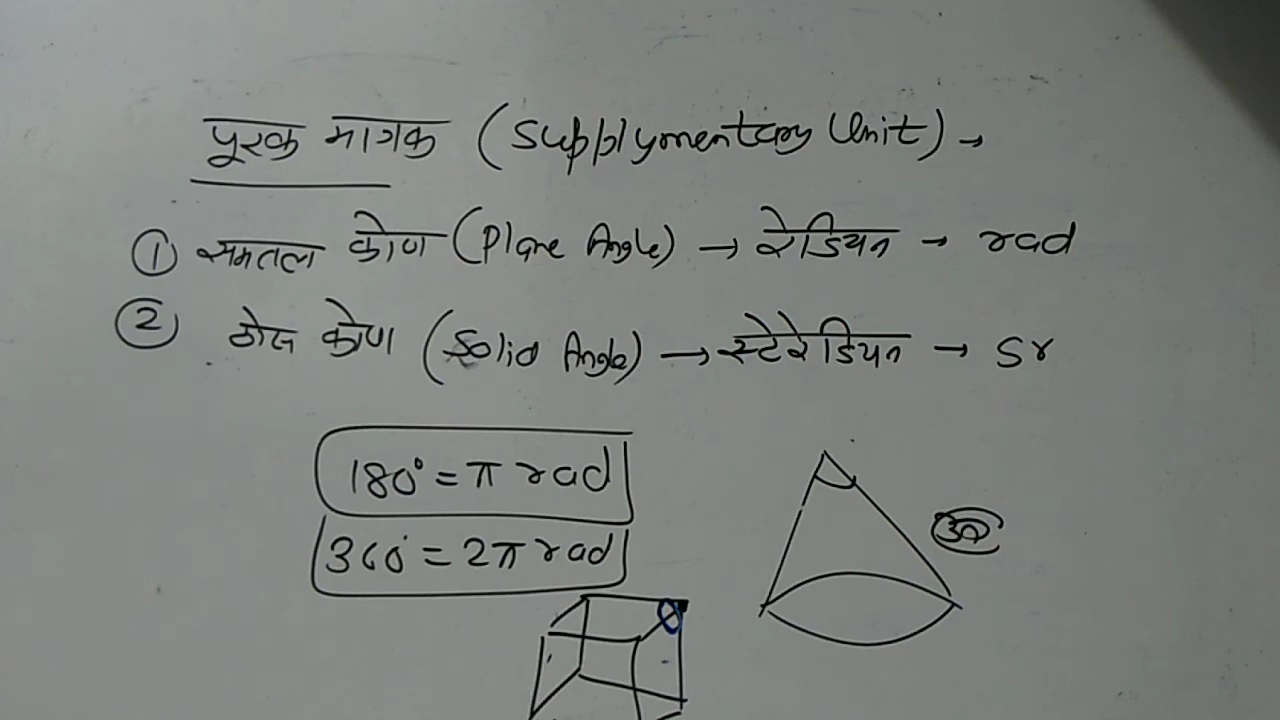 पूरक मात्रक (Supplymentary Unit) →
① समतल कोण (Plane Angle) → रेडियन → rad
② ठोस कोण (Solid Angle) → स्टेरेडियन → Sr
180° = π rad
360° = 2π rad